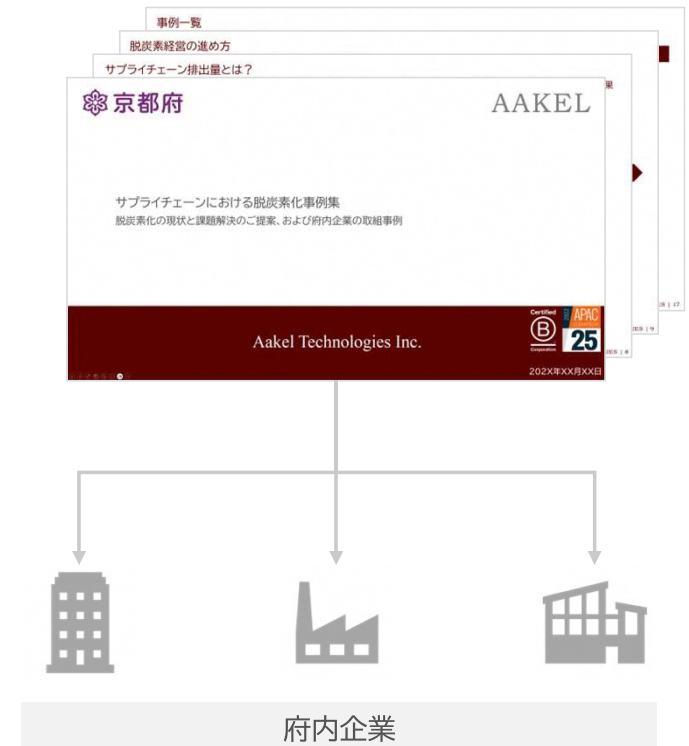 事例一覧
脱炭素経営の進め方
サプライチェーン排出量とは?
果
京都府
AAKEL
サプライチェーンにおける脱炭素化事例集
脱炭素化の現状と課題解決のご提案、および府内企業の取組事例
| 17
| 9
| 8
Aakel Technologies Inc.
Certified
B
Corporation
2022
APAC
25
202X年XX月XX日
府内企業